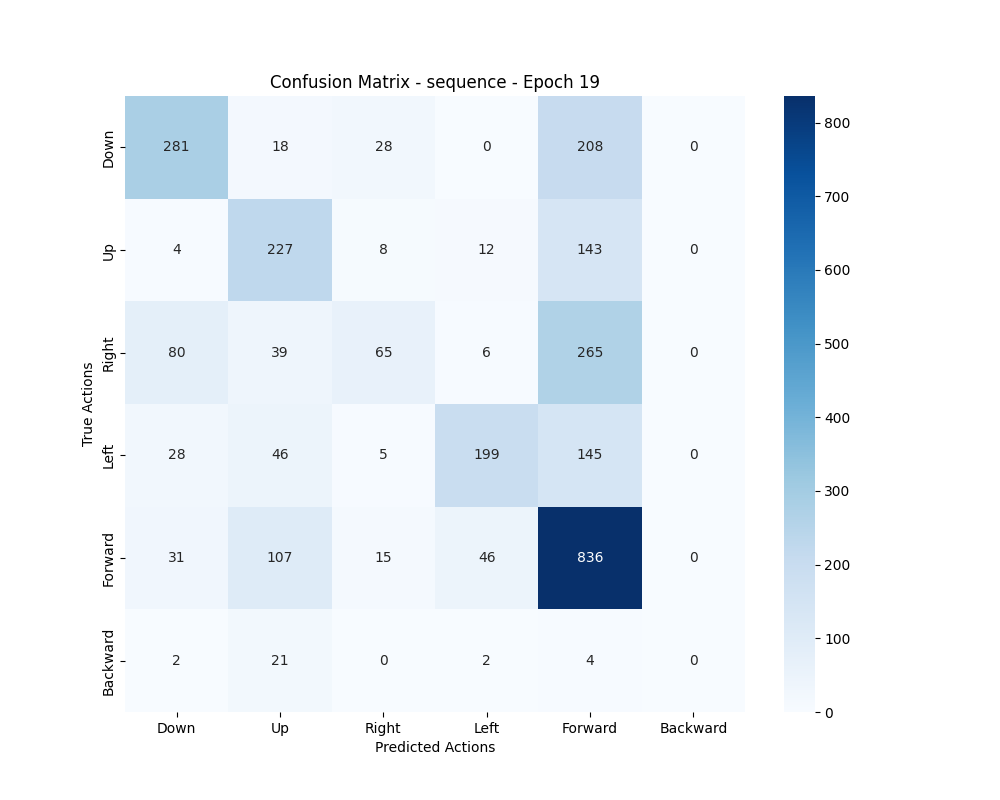 Confusion Matrix - sequence - Epoch 19
True Actions
Down 281 18 28 0 208 0
Up 4 227 8 12 143 0
Right 80 39 65 6 265 0
Left 28 46 5 199 145 0
Forward 31 107 15 46 836 0
Backward 2 21 0 2 4 0
Down Up Right Left Forward Backward
Predicted Actions
800
700
600
500
400
300
200
100
0